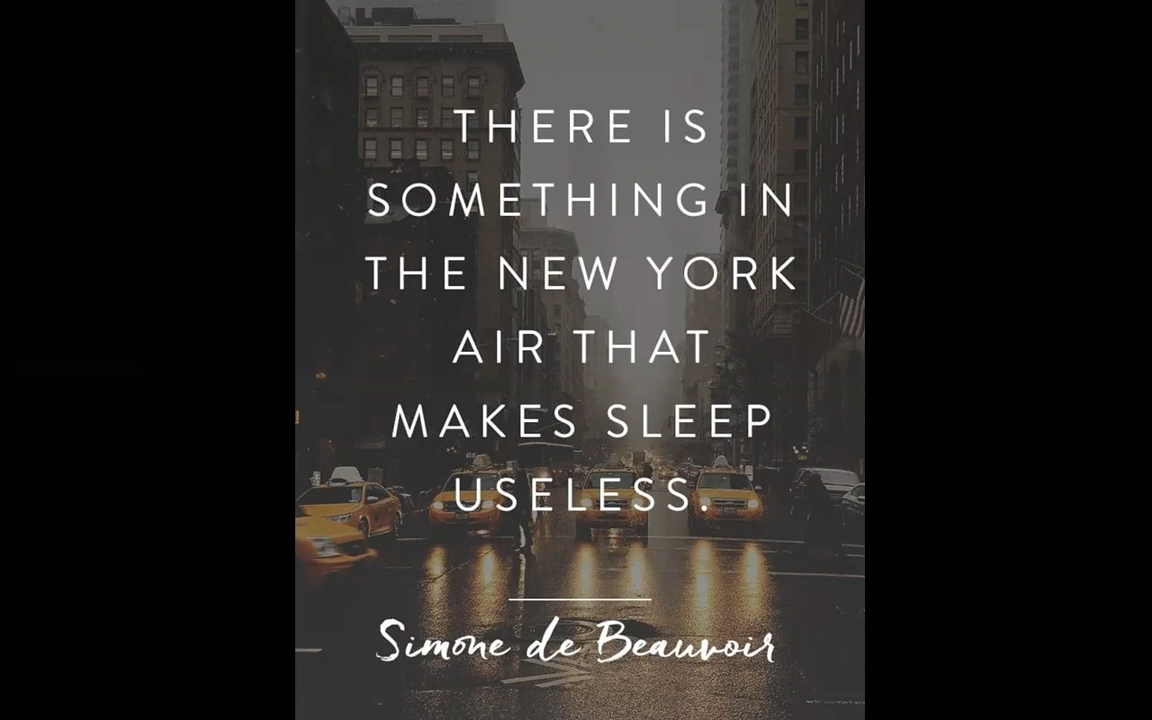 THERE IS
SOMETHING IN
THE NEW YORK
AIR THAT
MAKES SLEEP
USELESS.
Simone de Beauvoir